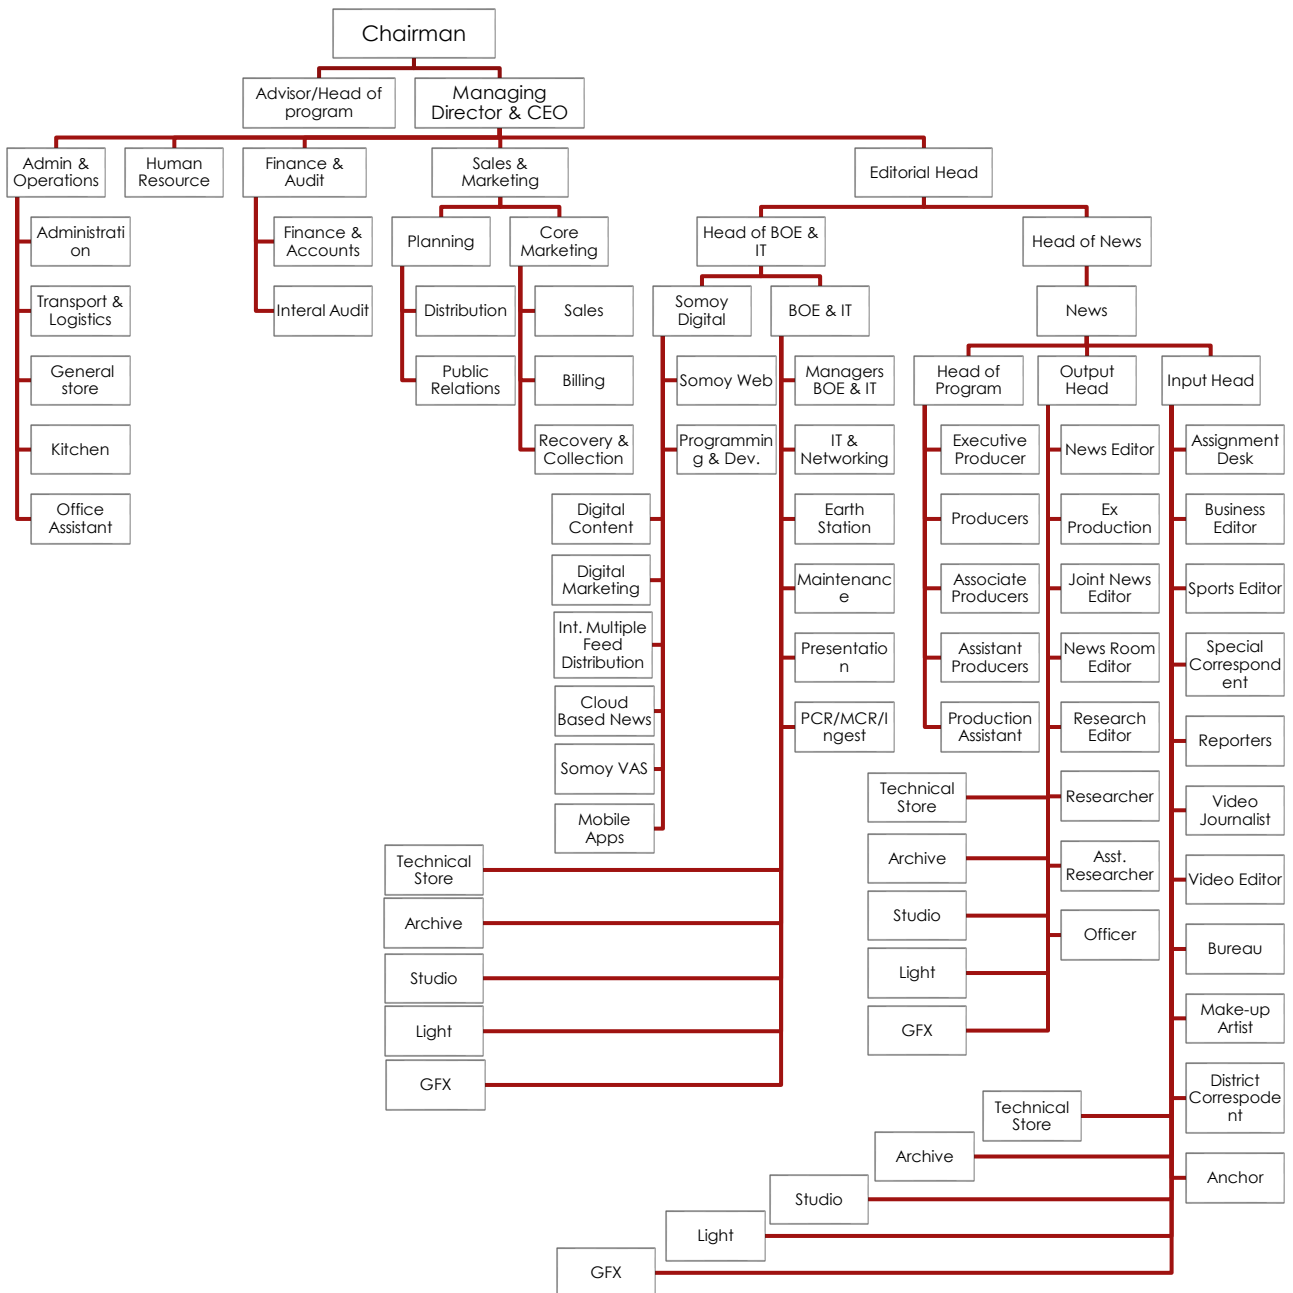 Chairman
Advisor/Head of
program
Managing
Director & CEO
Admin &
Operations
Human
Resource
Finance &
Audit
Sales &
Marketing
Editorial Head
Administrati
on
Transport &
Logistics
General
store
Kitchen
Office
Assistant
Finance &
Accounts
Interal Audit
Planning
Core
Marketing
Distribution
Public
Relations
Sales
Billing
Recovery &
Collection
Head of BOE &
IT
Head of News
Somoy
Digital
BOE & IT
News
Somoy Web
Programmin
g & Dev.
Digital
Content
Digital
Marketing
Int. Multiple
Feed
Distribution
Cloud
Based News
Somoy VAS
Mobile
Apps
Managers
BOE & IT
IT &
Networking
Earth
Station
Maintenanc
e
Presentatio
n
PCR/MCR/I
ngest
Technical
Store
Archive
Studio
Light
GFX
Head of
Program
Output
Head
Input Head
Executive
Producer
Producers
Associate
Producers
Assistant
Producers
Production
Assistant
News Editor
Ex
Production
Joint News
Editor
News Room
Editor
Research
Editor
Researcher
Asst.
Researcher
Officer
Technical
Store
Archive
Studio
Light
GFX
Assignment
Desk
Business
Editor
Sports Editor
Special
Correspond
ent
Reporters
Video
Journalist
Video Editor
Bureau
Make-up
Artist
District
Correspode
nt
Anchor
Technical
Store
Archive
Studio
Light
GFX